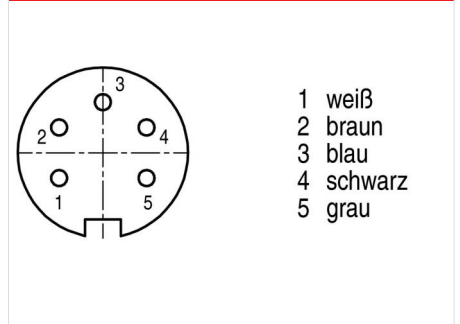 3
2
4
1
5
1 weiß
2 braun
3 blau
4 schwarz
5 grau